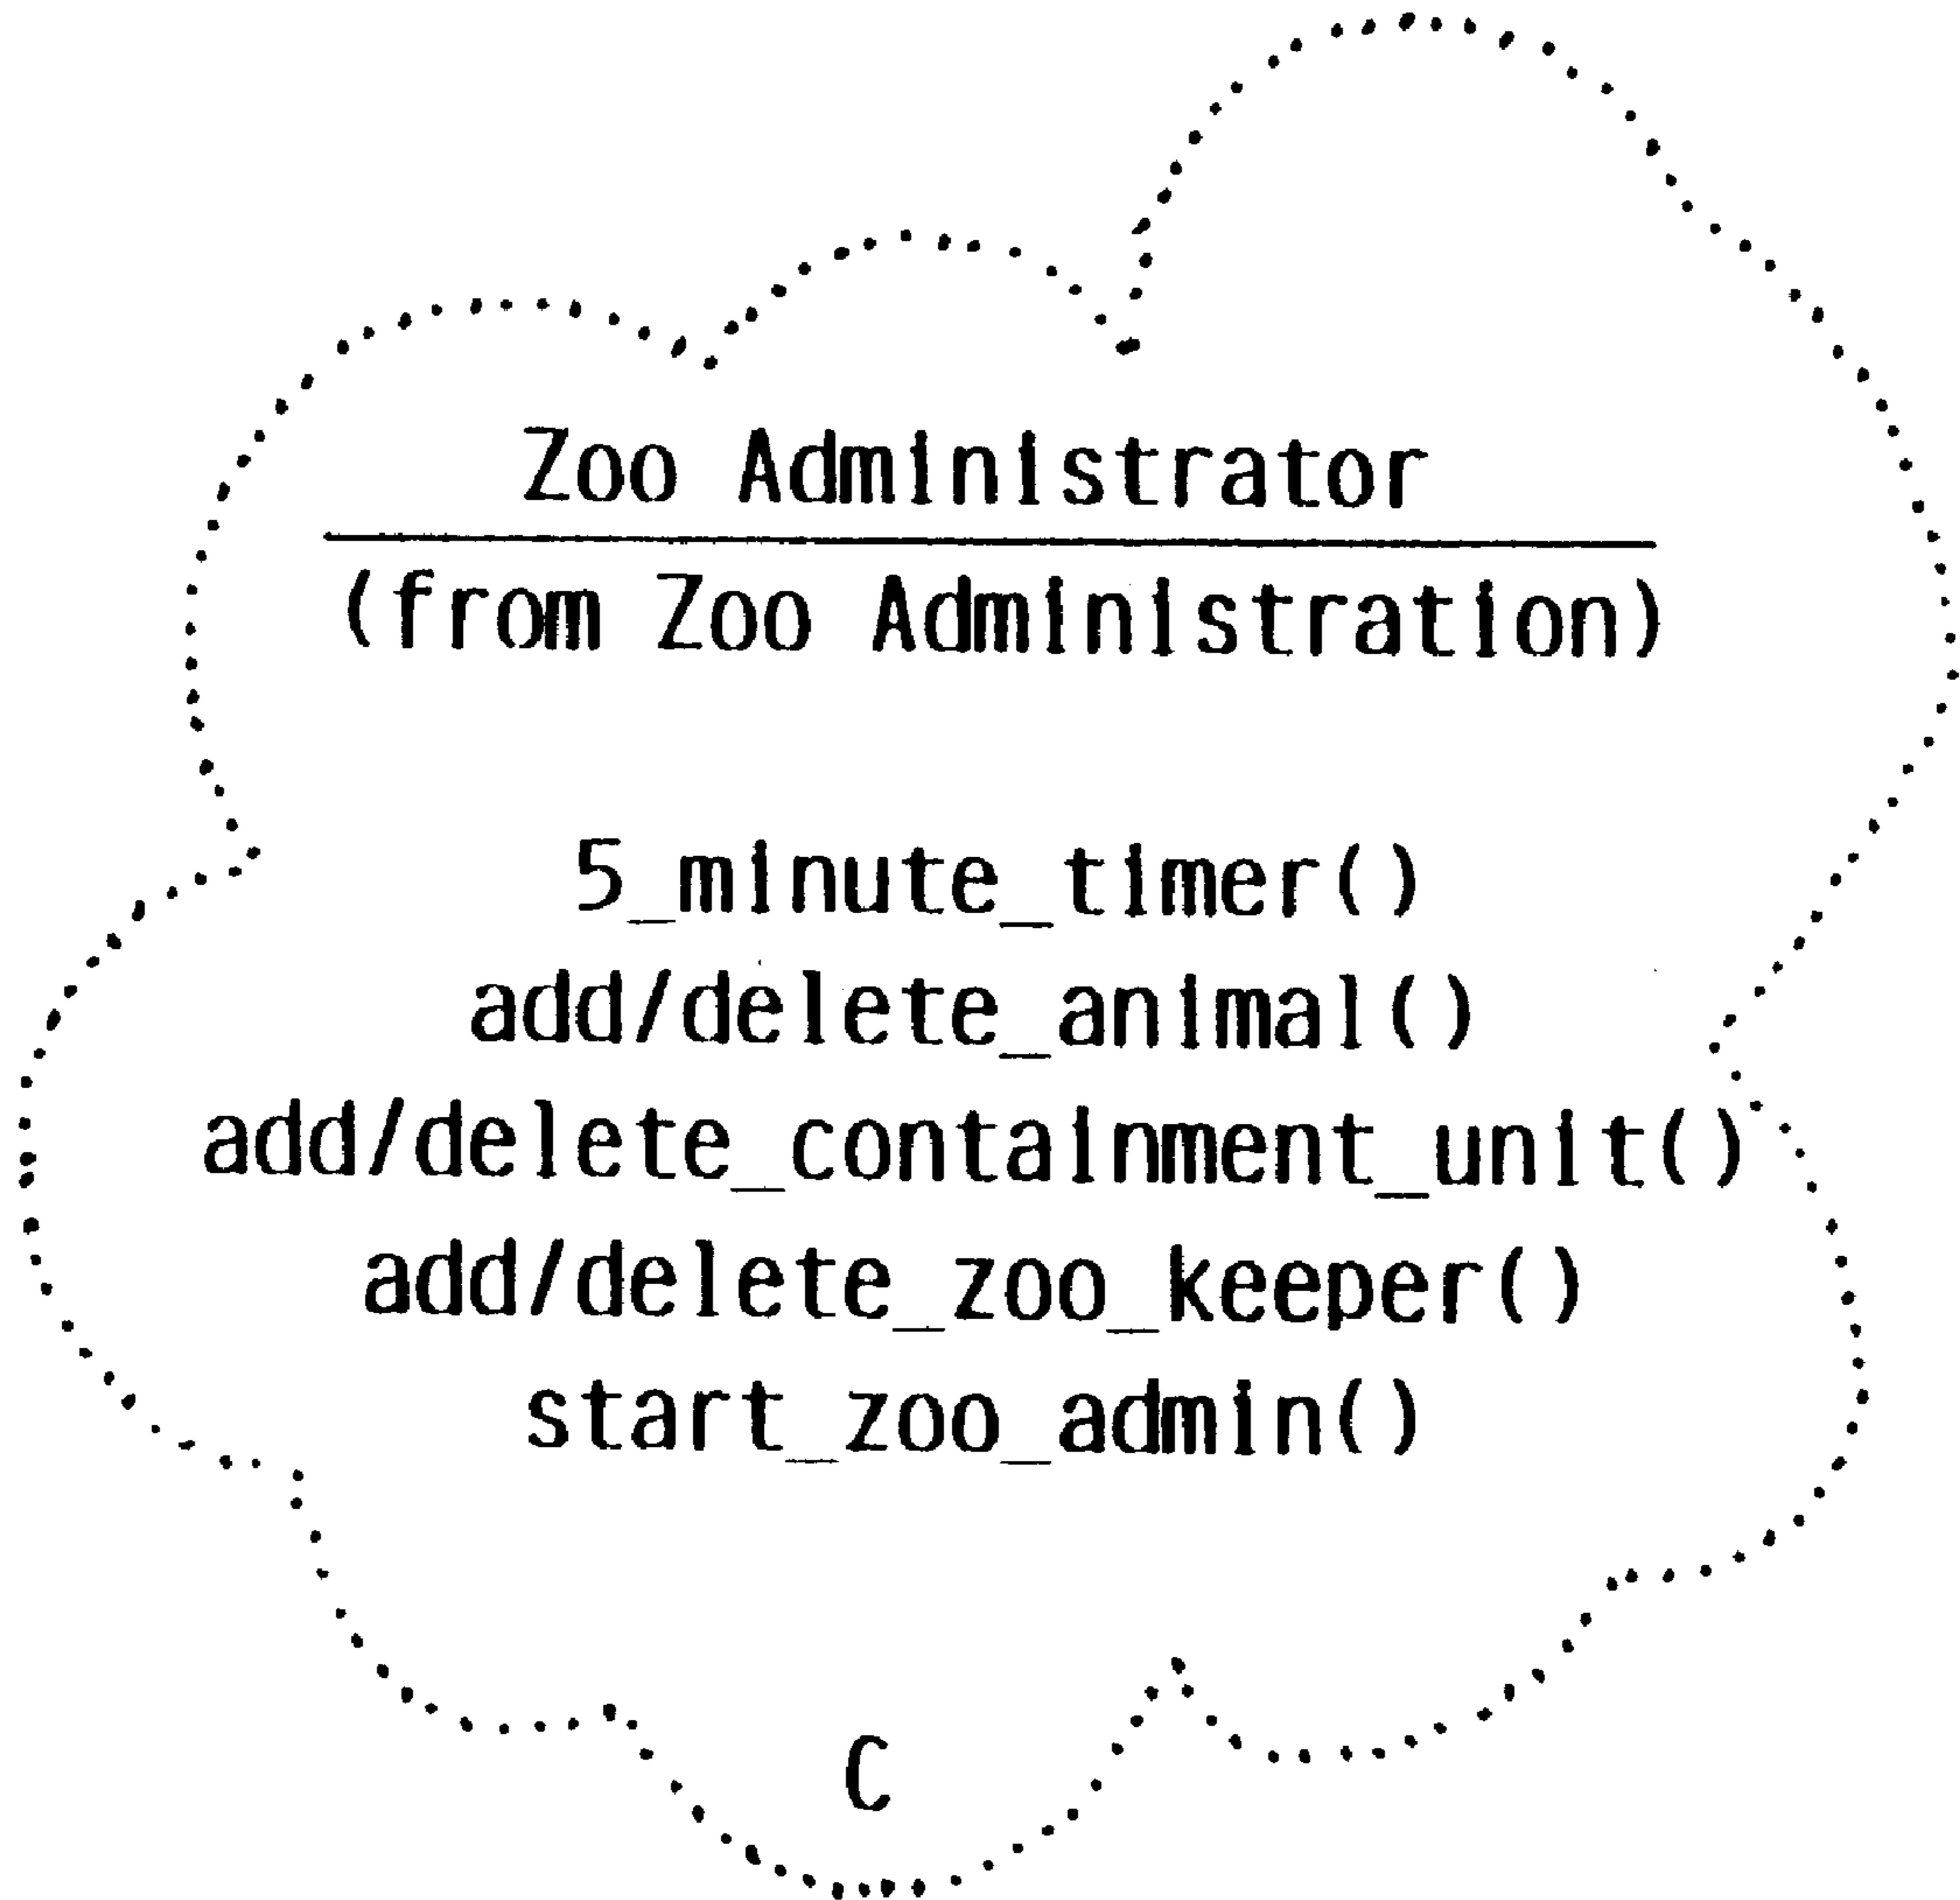 Zoo Administrator
(from Zoo Administration)
5_minute_timer()
add/delete_animal()
add/delete_containment_unit()
add/delete_zoo_keeper()
start_zoo_admin()
C